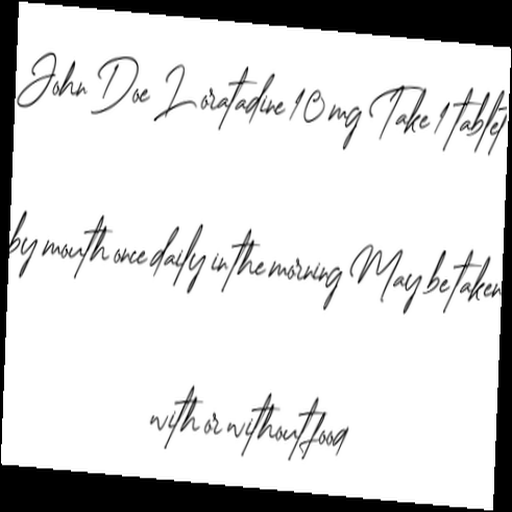 John Doe Loratadine 10 mg Take 1 tablet
by mouth once daily in the morning May be taken
with or without food